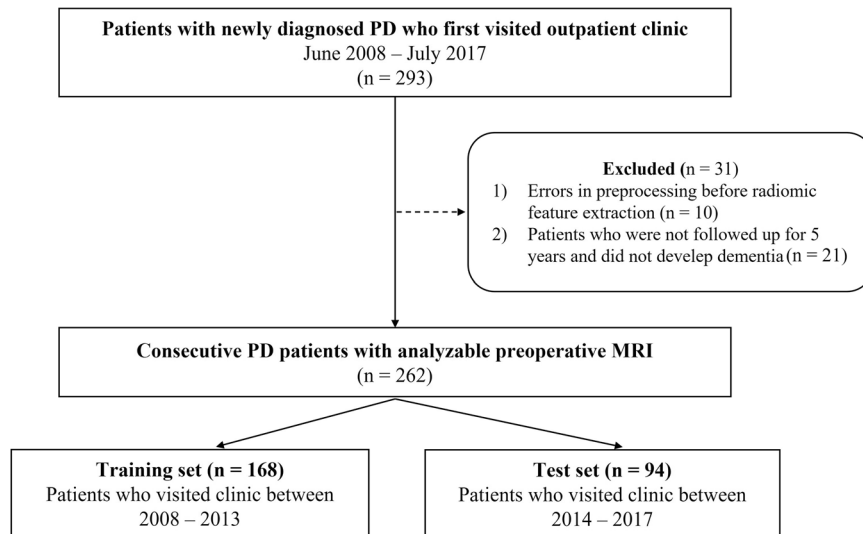 Patients with newly diagnosed PD who first visited outpatient clinic
June 2008 – July 2017
(n = 293)
Excluded (n = 31)
1) Errors in preprocessing before radiomic
feature extraction (n = 10)
2) Patients who were not followed up for 5
years and did not develep dementia (n = 21)
Consecutive PD patients with analyzable preoperative MRI
(n = 262)
Training set (n = 168)
Patients who visited clinic between
2008 – 2013
Test set (n = 94)
Patients who visited clinic between
2014 – 2017